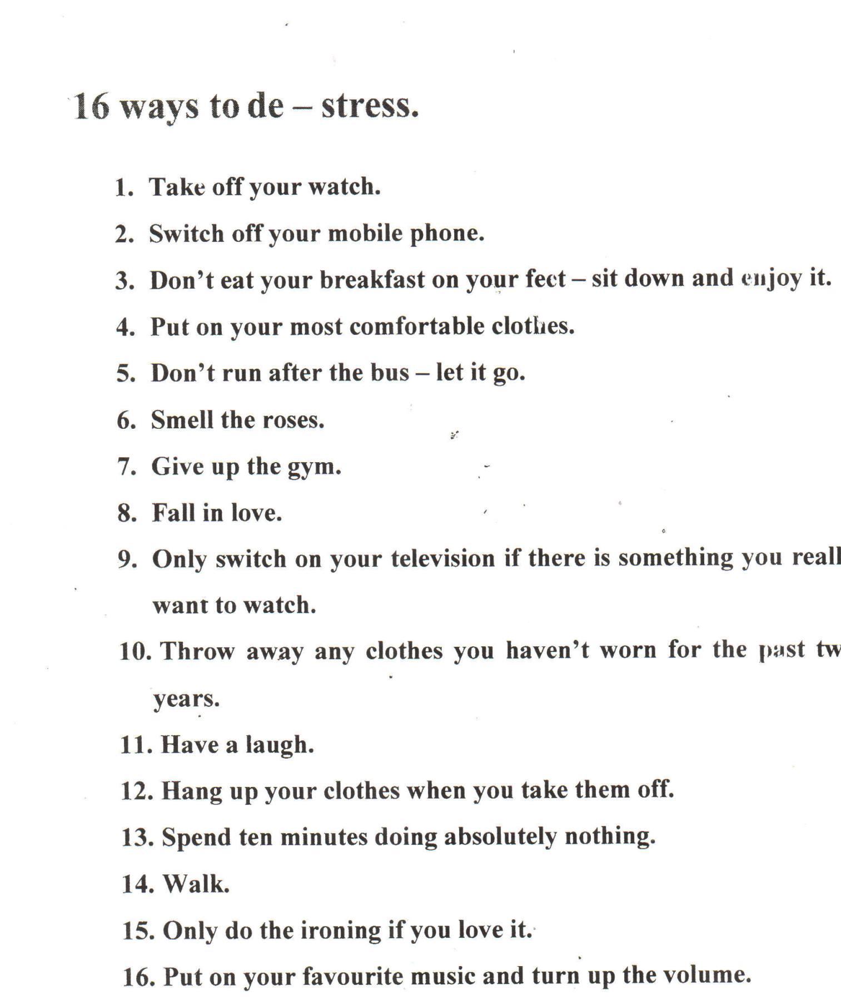 16 ways to de – stress.
1. Take off your watch.
2. Switch off your mobile phone.
3. Don't eat your breakfast on your feet – sit down and enjoy it.
4. Put on your most comfortable clothes.
5. Don't run after the bus – let it go.
6. Smell the roses.
7. Give up the gym.
8. Fall in love.
9. Only switch on your television if there is something you reall
want to watch.
10. Throw away any clothes you haven't worn for the past tw
years.
11. Have a laugh.
12. Hang up your clothes when you take them off.
13. Spend ten minutes doing absolutely nothing.
14. Walk.
15. Only do the ironing if you love it.
16. Put on your favourite music and turn up the volume.